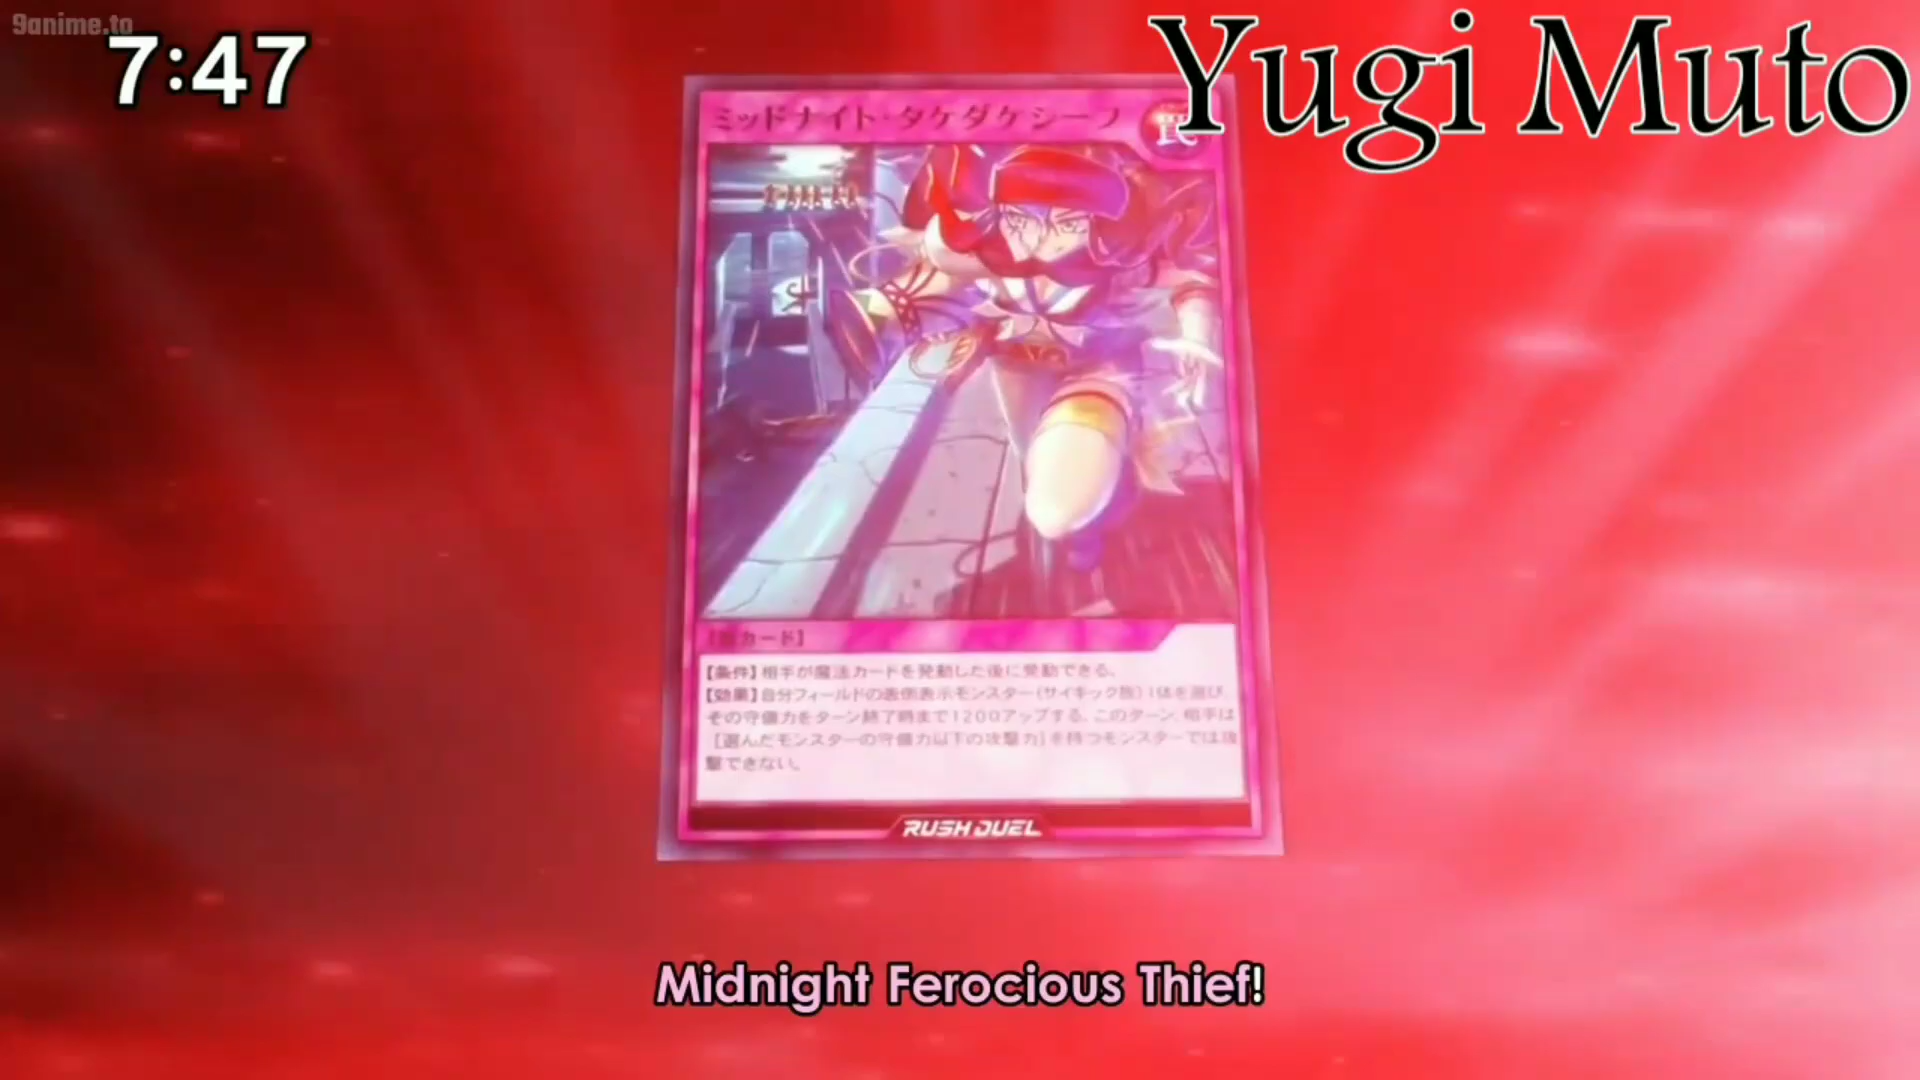 9anime.to
7:47
Yugi Muto
ミッドナイト・タケダケシーフ
罠
【罠カード】
【条件】相手が魔法カードを発動した後に発動できる。
【効果】自分フィールドの表側表示モンスター(サイキック族)1体を選び、
その守備力をターン終了時まで1200アップする。このターン、相手は
[選んだモンスターの守備力以下の攻撃力]を持つモンスターでは攻
撃できない。
RUSH DUEL
Midnight Ferocious Thief!